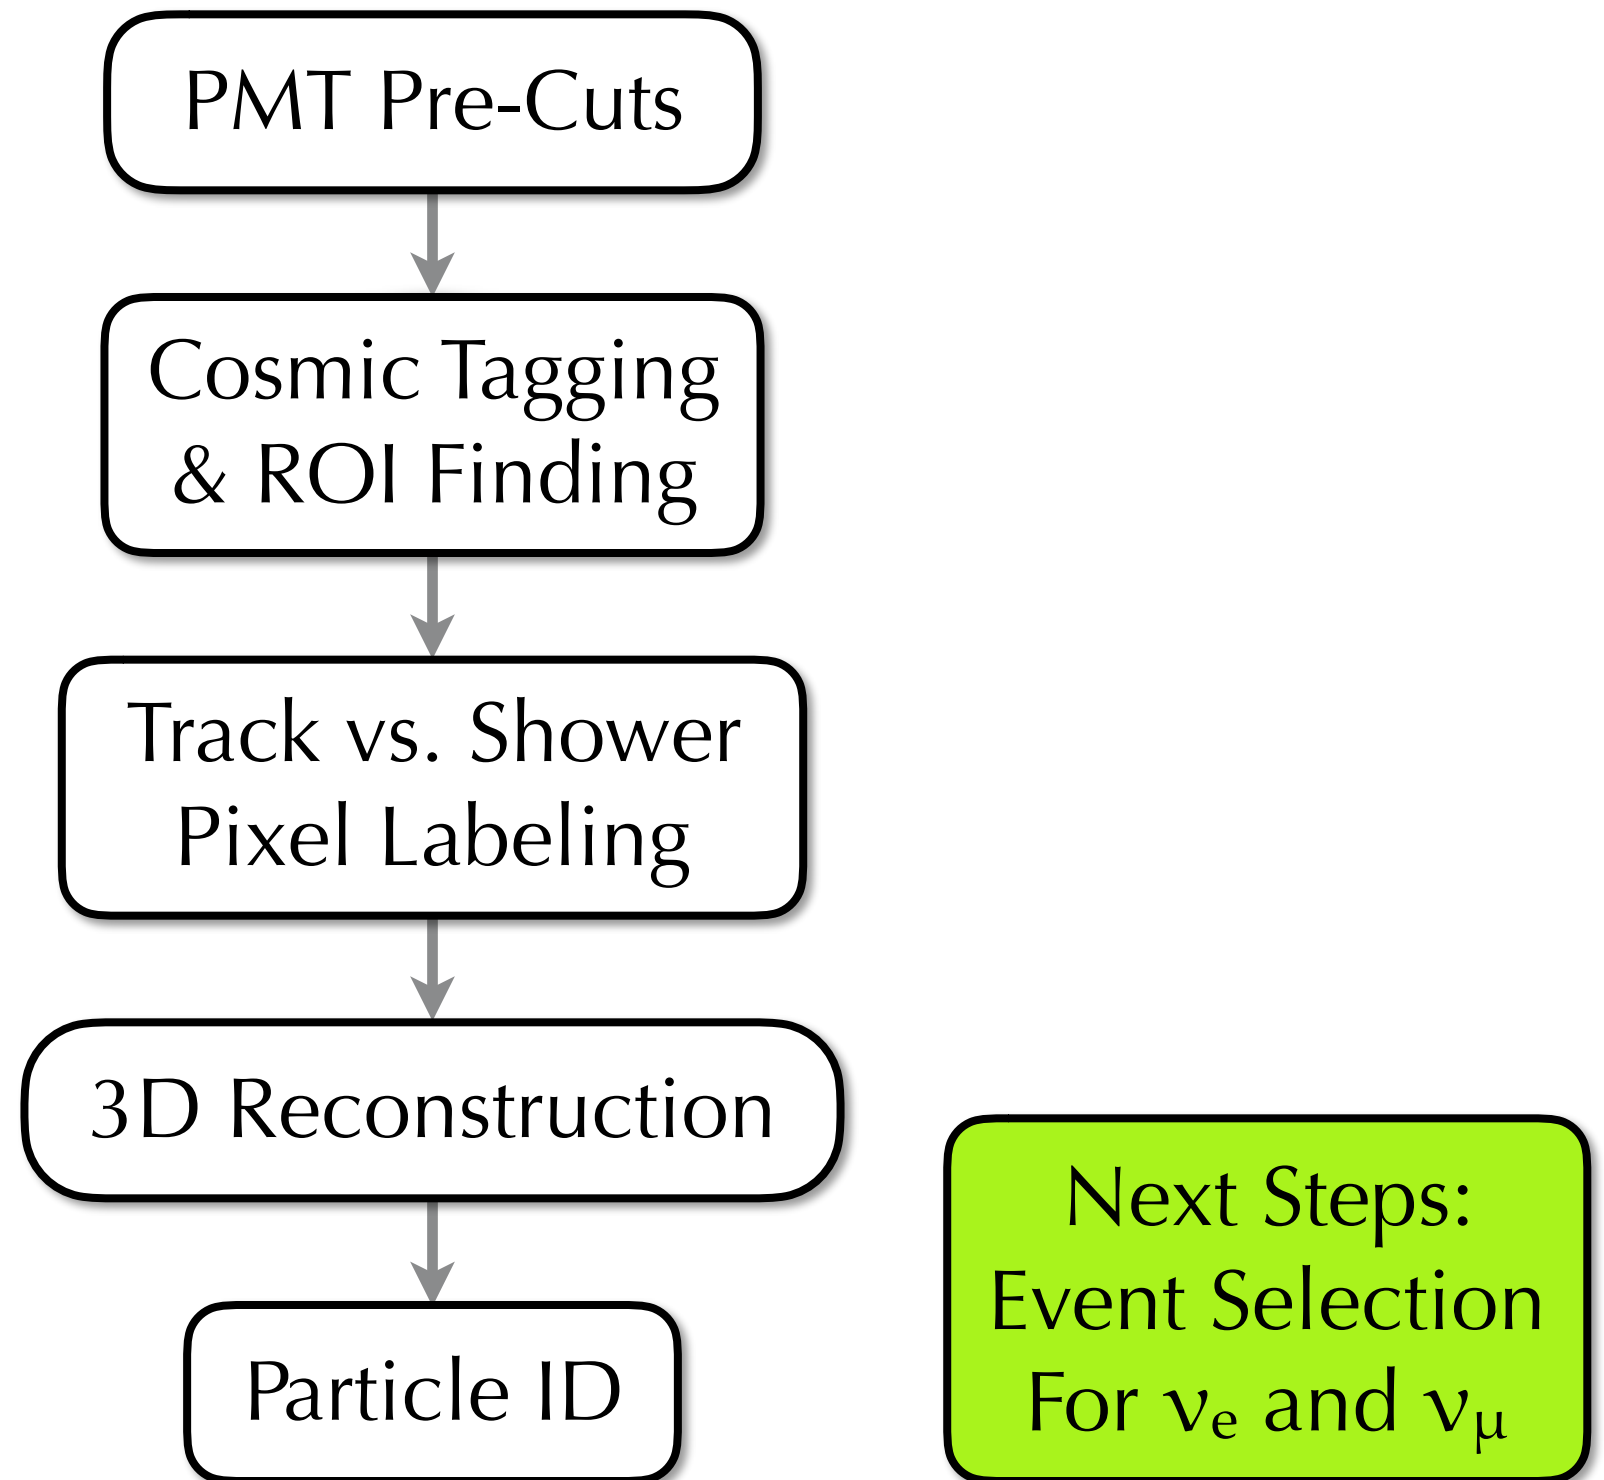 PMT Pre-Cuts
Cosmic Tagging
& ROI Finding
Track vs. Shower
Pixel Labeling
3D Reconstruction
Particle ID
Next Steps:
Event Selection
For νₑ and ν_μ